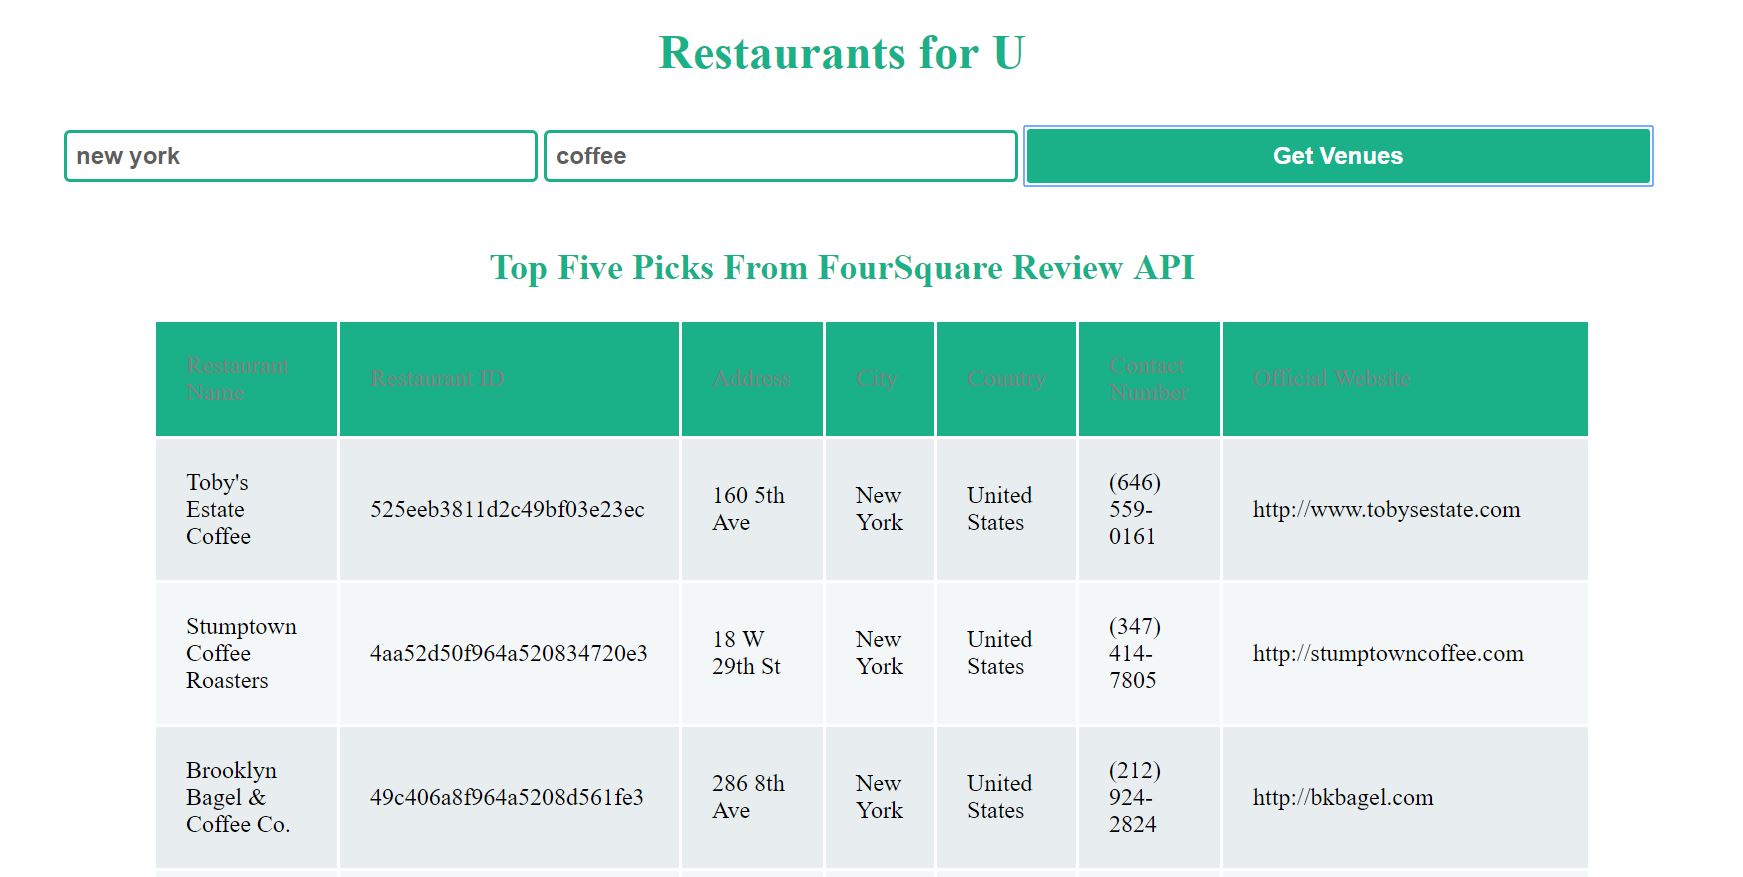 Restaurants for U
new york
coffee
Get Venues
Top Five Picks From FourSquare Review API
Restaurant
Name
Restaurant ID
Address
City
Country
Contact
Number
Official Website
Toby's
Estate
Coffee
525eeb3811d2c49bf03e23ec
160 5th
Ave
New
York
United
States
(646)
559-
0161
http://www.tobysestate.com
Stumptown
Coffee
Roasters
4aa52d50f964a520834720e3
18 W
29th St
New
York
United
States
(347)
414-
7805
http://stumptowncoffee.com
Brooklyn
Bagel &
Coffee Co.
49c406a8f964a5208d561fe3
286 8th
Ave
New
York
United
States
(212)
924-
2824
http://bkbagel.com